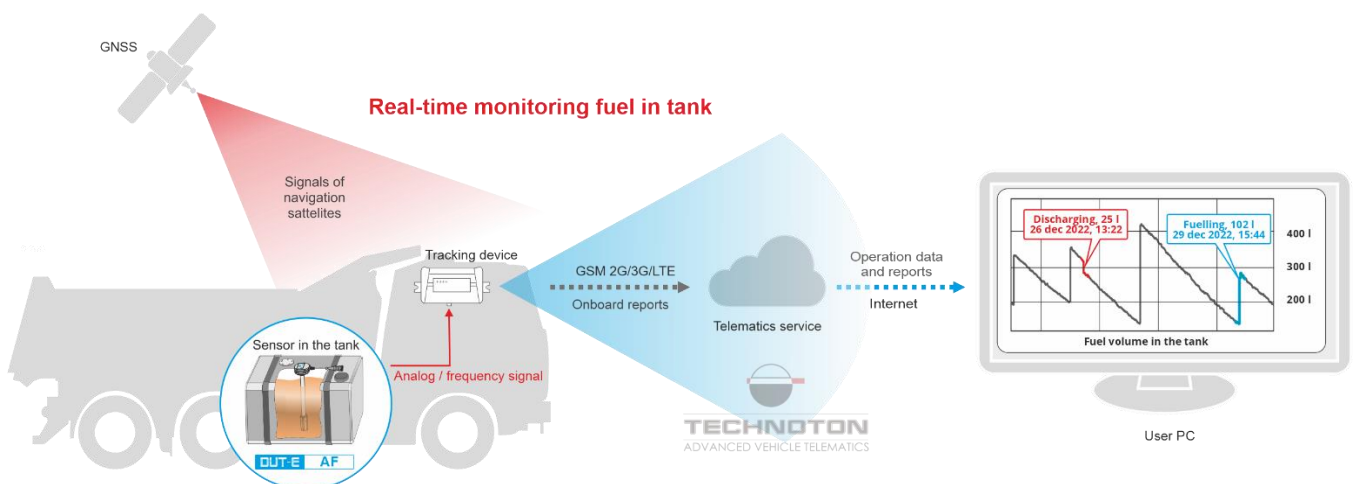 GNSS
Real-time monitoring fuel in tank
Signals of
navigation
sattelites
Tracking device
GSM 2G/3G/LTE
Onboard reports
Telematics service
Operation data
and reports
Internet
Discharging, 25 l
26 dec 2022, 13:22
Fuelling, 102 l
29 dec 2022, 15:44
400 l
300 l
200 l
Fuel volume in the tank
User PC
Sensor in the tank
Analog / frequency signal
DUT-E AF
TECHNOTON
ADVANCED VEHICLE TELEMATICS